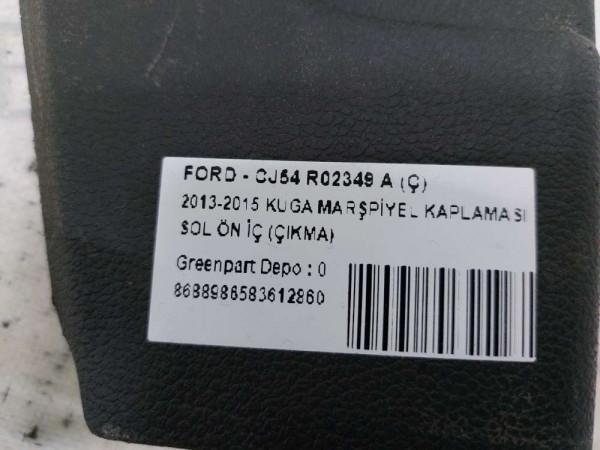 FORD - CJ54 R02349 A (Ç)
2013-2015 KUGA MARŞPİYEL KAPLAMASI
SOL ÖN İÇ (ÇIKMA)
Greenpart Depo : 0
8688986583612860